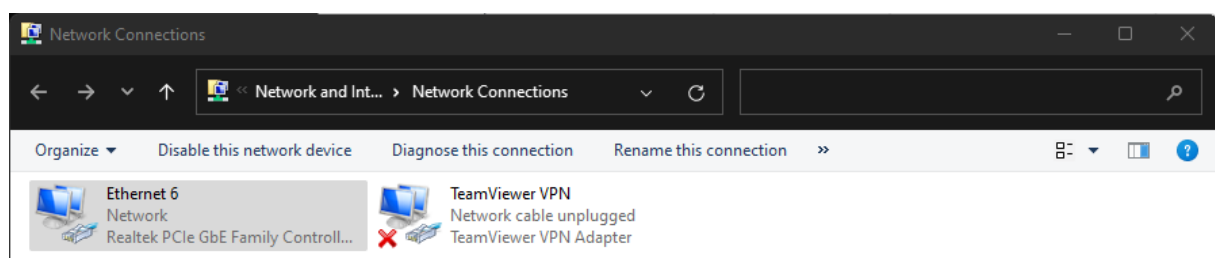 Network Connections
« Network and Int... › Network Connections
Organize Disable this network device Diagnose this connection Rename this connection »
Ethernet 6
Network
Realtek PCIe GbE Family Controll...
TeamViewer VPN
Network cable unplugged
TeamViewer VPN Adapter